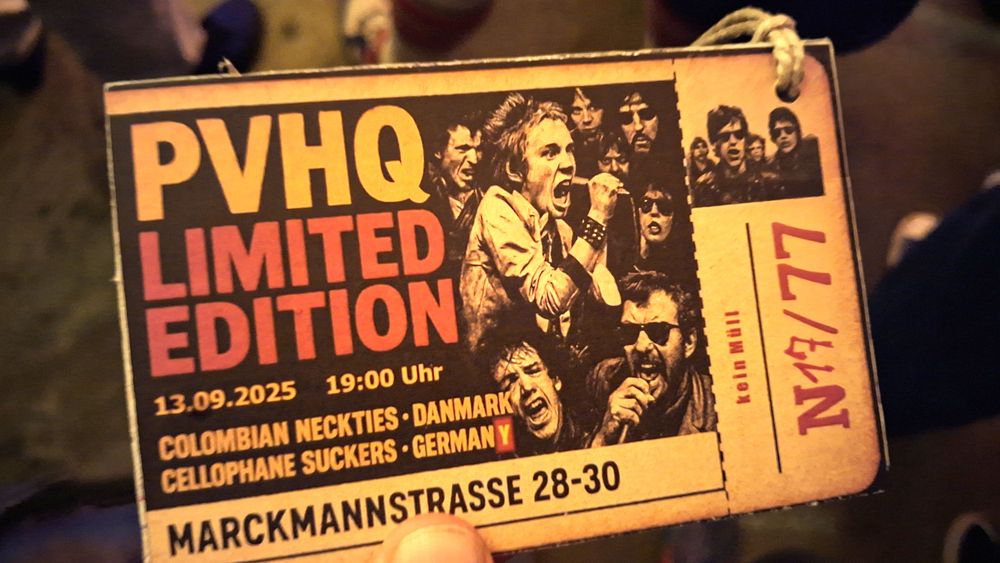 PVHQ
LIMITED
EDITION
13.09.2025 19:00 Uhr
COLOMBIAN NECKTIES · DANMARK
CELLOPHANE SUCKERS · GERMANY
MARCKMANNSTRASSE 28-30
kein Müll
N17/77